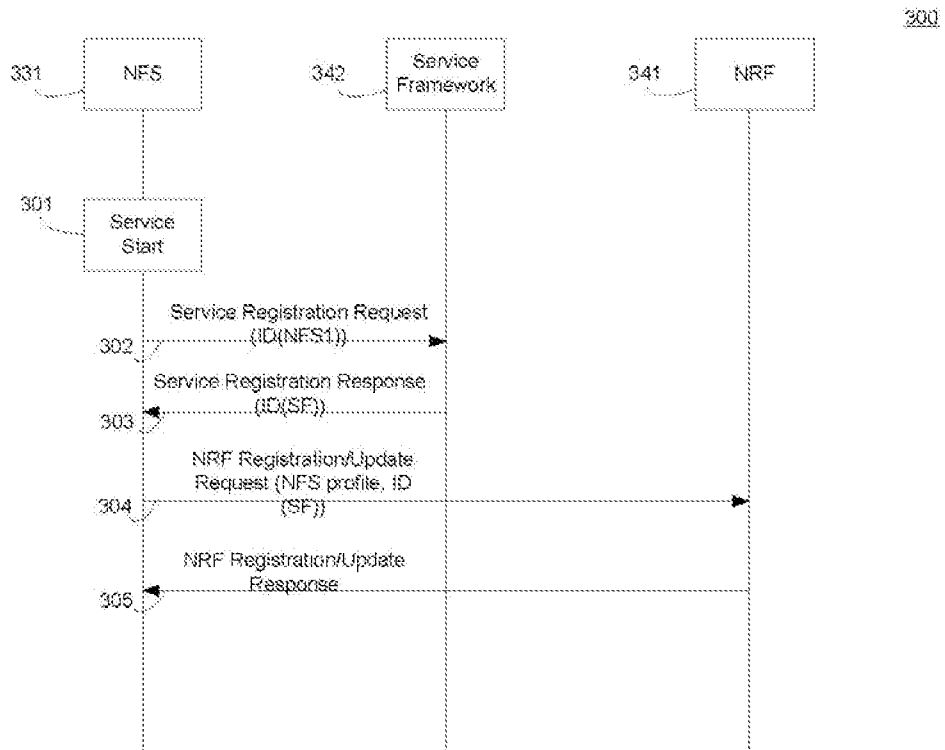 300
331
NFS
342
Service
Framework
341
NRF
301
Service
Start
Service Registration Request
(ID(NFS1))
302
Service Registration Response
(ID(SF))
303
NRF Registration/Update
Request (NFS profile, ID
(SF))
304
NRF Registration/Update
Response
305